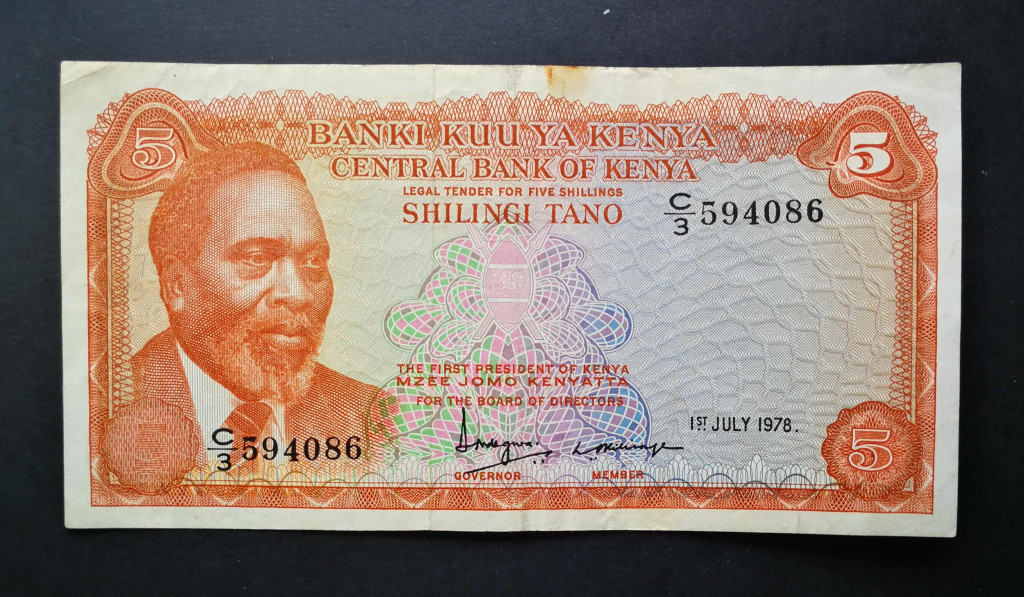 5
5
BANKI KUU YA KENYA
CENTRAL BANK OF KENYA
LEGAL TENDER FOR FIVE SHILLINGS
SHILINGI TANO
C/3 594086
THE FIRST PRESIDENT OF KENYA
MZEE JOMO KENYATTA
FOR THE BOARD OF DIRECTORS
1ST JULY 1978.
C/3 594086
GOVERNOR MEMBER
5
5